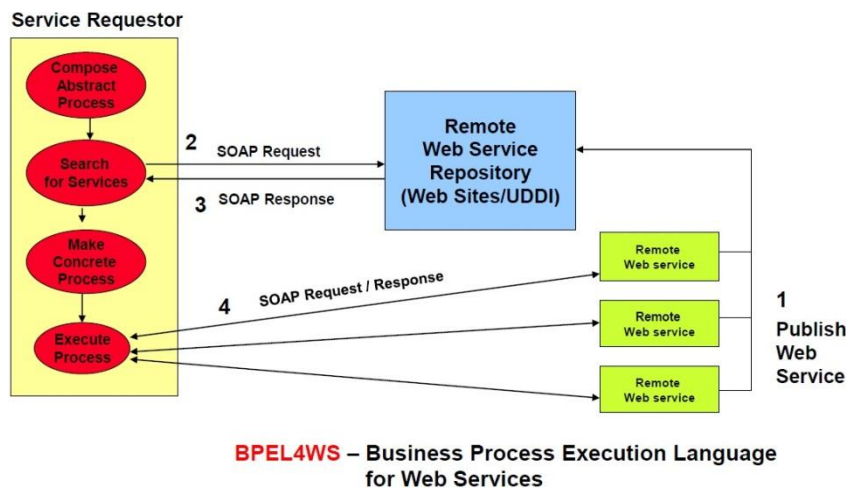 Service Requestor
Compose
Abstract
Process
Search
for Services
Make
Concrete
Process
Execute
Process
2
SOAP Request
3
SOAP Response
Remote
Web Service
Repository
(Web Sites/UDDI)
4
SOAP Request / Response
Remote
Web service
Remote
Web service
Remote
Web service
1
Publish
Web
Service
BPEL4WS – Business Process Execution Language
for Web Services